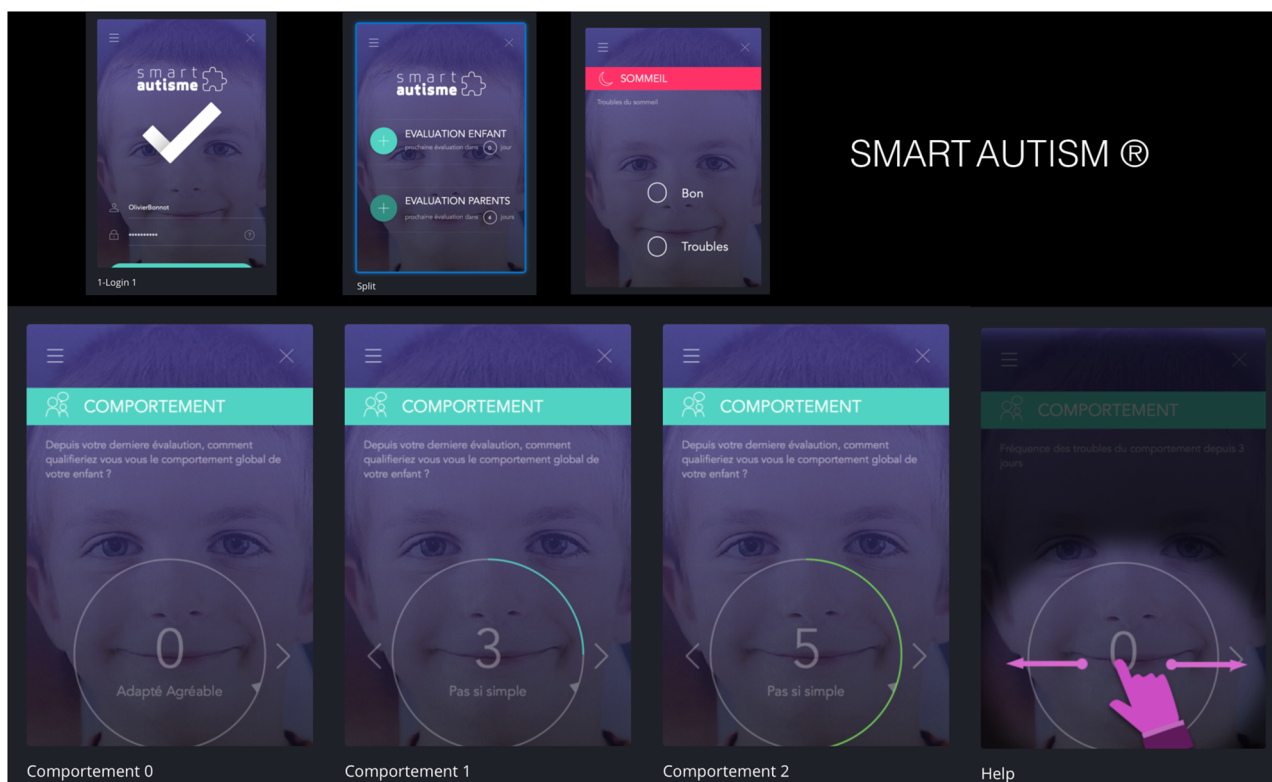 smart
autisme
OlivierBonnot
••••••••••
?
1-Login 1
smart
autisme
EVALUATION ENFANT
prochaine évaluation dans 6 jour
EVALUATION PARENTS
prochaine évaluation dans 4 jours
Split
SOMMEIL
Troubles du sommeil
Bon
Troubles
SMART AUTISM ®
COMPORTEMENT
Depuis votre derniere évalaution, comment
qualifieriez vous vous le comportement global de
votre enfant ?
0
Adapté Agréable
Comportement 0
COMPORTEMENT
Depuis votre derniere évalaution, comment
qualifieriez vous vous le comportement global de
votre enfant ?
3
Pas si simple
Comportement 1
COMPORTEMENT
Depuis votre derniere évalaution, comment
qualifieriez vous vous le comportement global de
votre enfant ?
5
Pas si simple
Comportement 2
COMPORTEMENT
Fréquence des troubles du comportement depuis 3
jours
0
Help